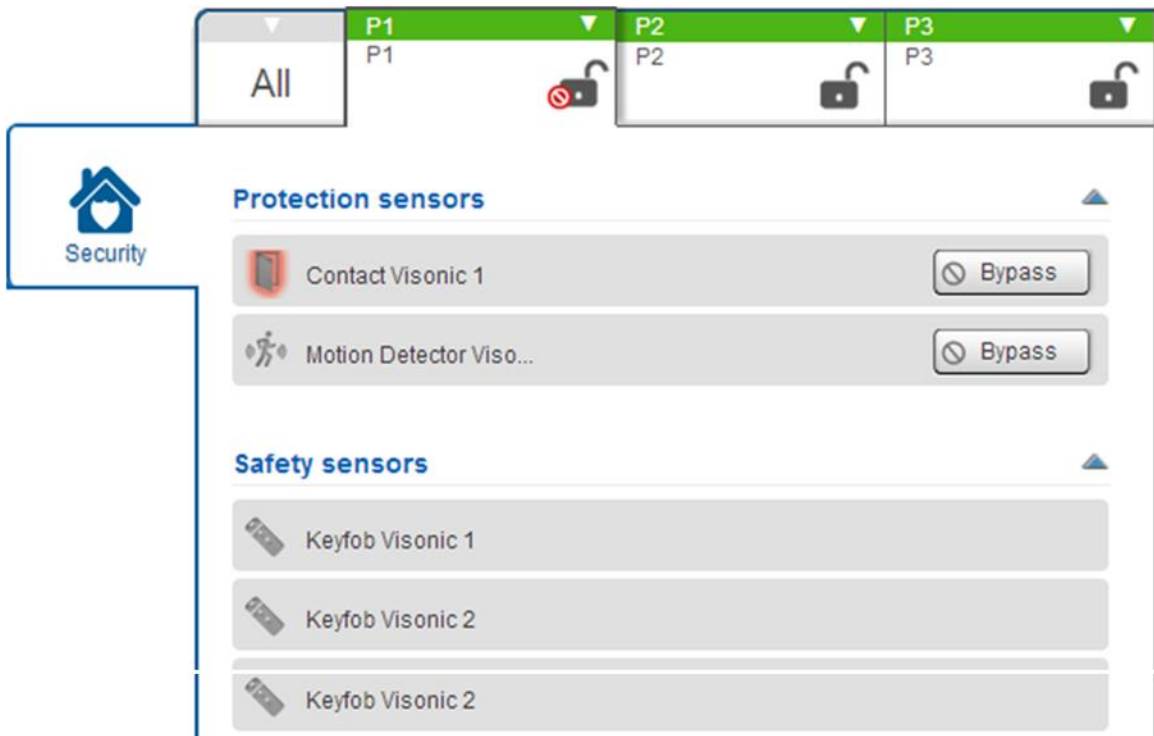 P1
P2
P3
All
P1
P2
P3
Security
Protection sensors
Contact Visonic 1
Bypass
Motion Detector Viso...
Bypass
Safety sensors
Keyfob Visonic 1
Keyfob Visonic 2
Keyfob Visonic 2